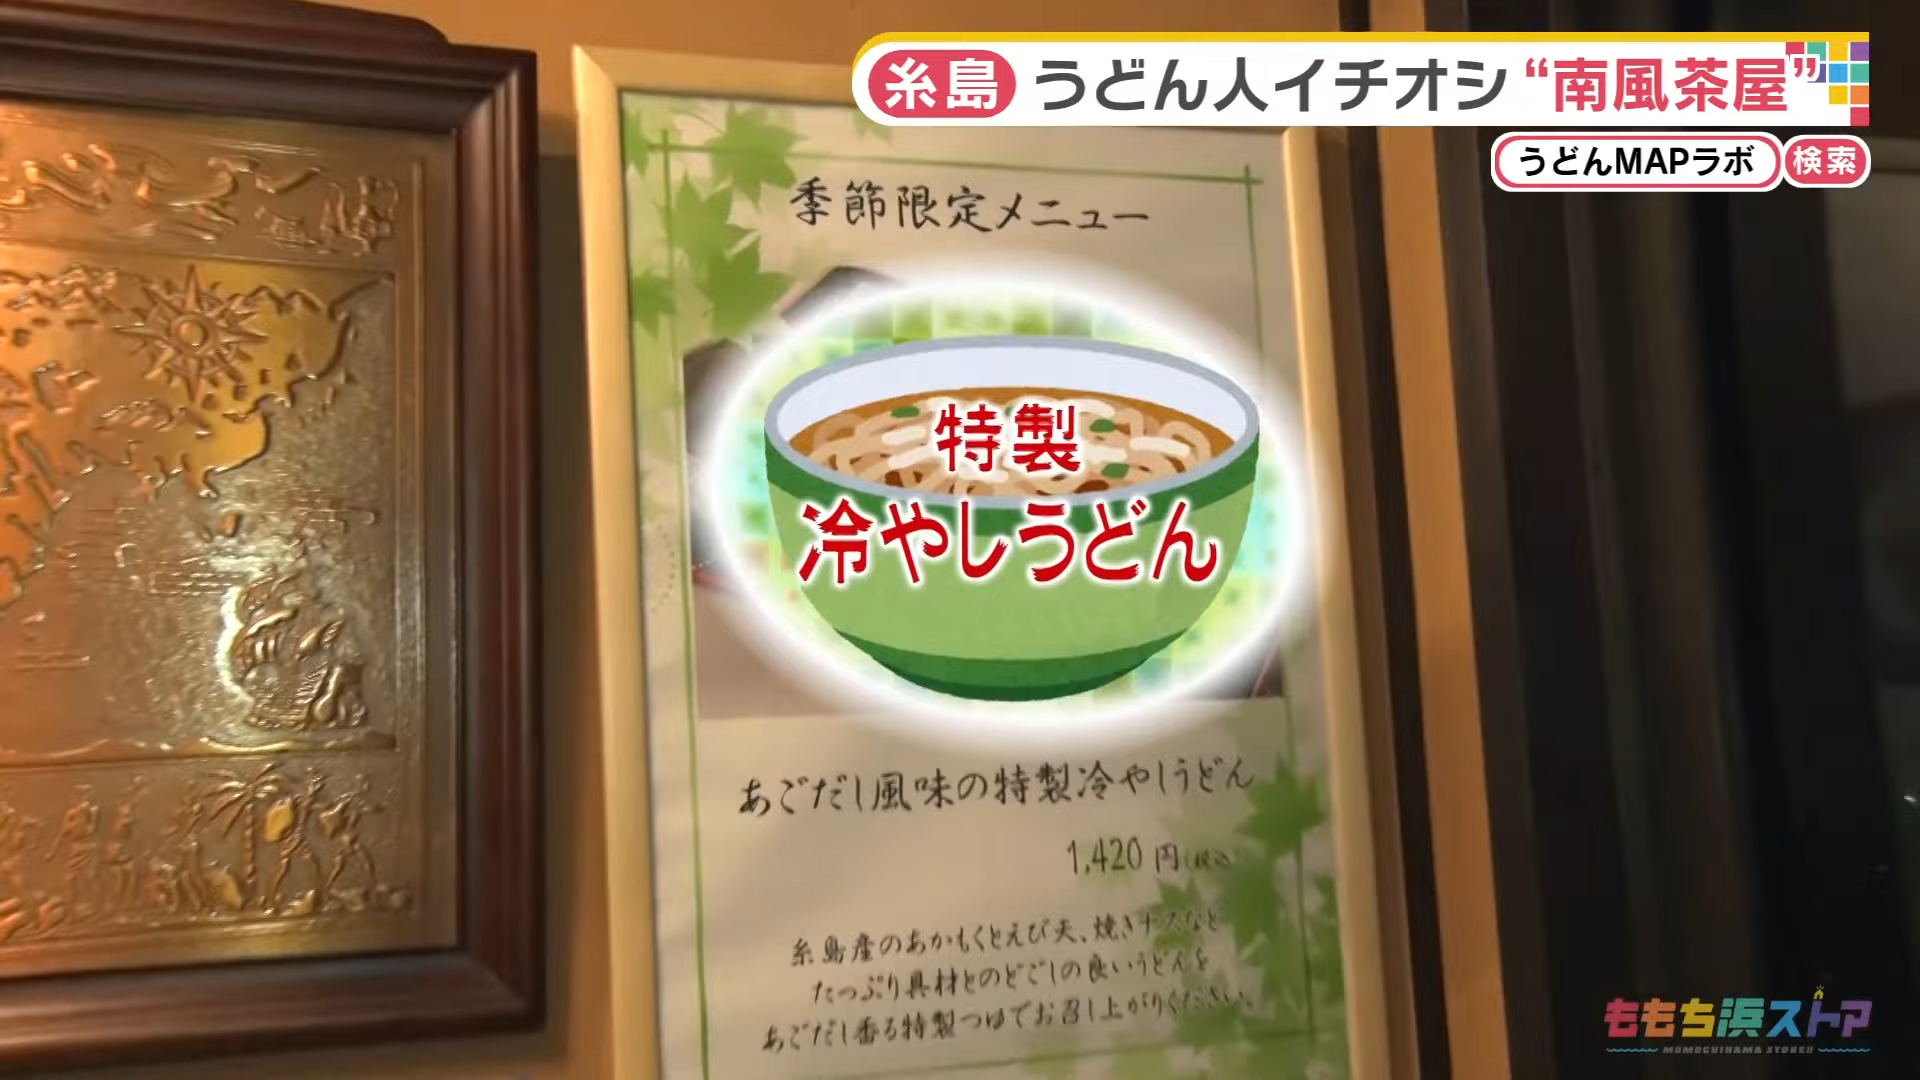 糸島 うどん人イチオシ“南風茶屋”
うどんMAPラボ 検索
季節限定メニュー
特製
冷やしうどん
あごだし風味の特製冷やしうどん
1,420円(税込)
糸島産のあかもくとえび天、焼きナスなど
たっぷり具材とのどごしの良いうどんを
あごだし香る特製つゆでお召し上がりください。
ももち浜ストア
MOMOCHIHAMA STORE!!